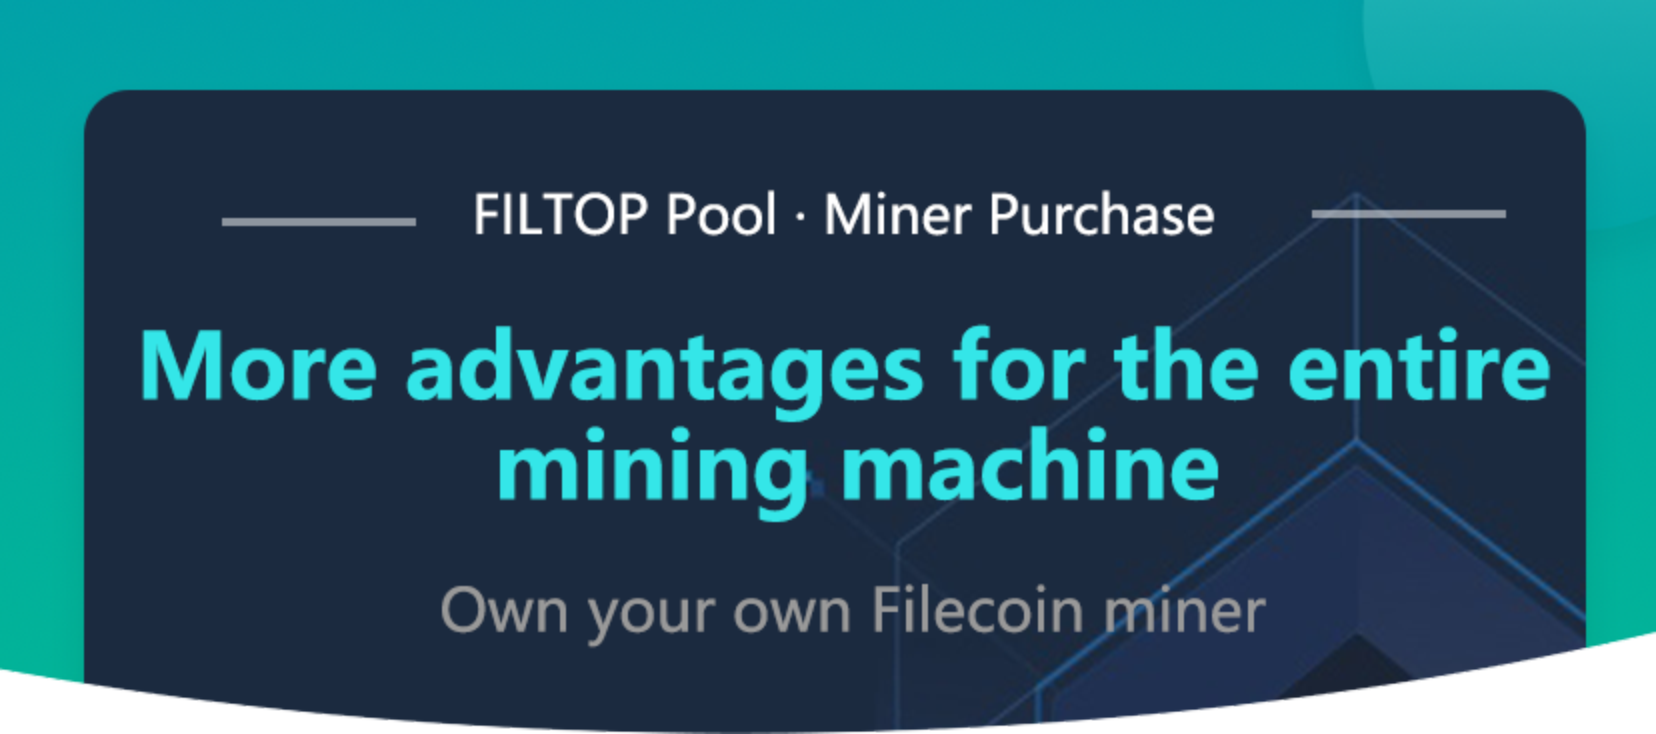 FILTOP Pool · Miner Purchase
More advantages for the entire
mining machine
Own your own Filecoin miner